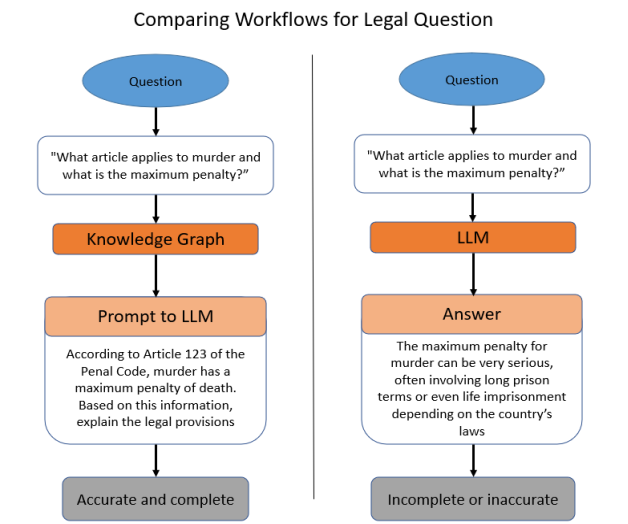 Comparing Workflows for Legal Question
Question
"What article applies to murder and
what is the maximum penalty?”
Knowledge Graph
Prompt to LLM
According to Article 123 of the
Penal Code, murder has a
maximum penalty of death.
Based on this information,
explain the legal provisions
Accurate and complete
Question
"What article applies to murder and
what is the maximum penalty?”
LLM
Answer
The maximum penalty for
murder can be very serious,
often involving long prison
terms or even life imprisonment
depending on the country’s
laws
Incomplete or inaccurate